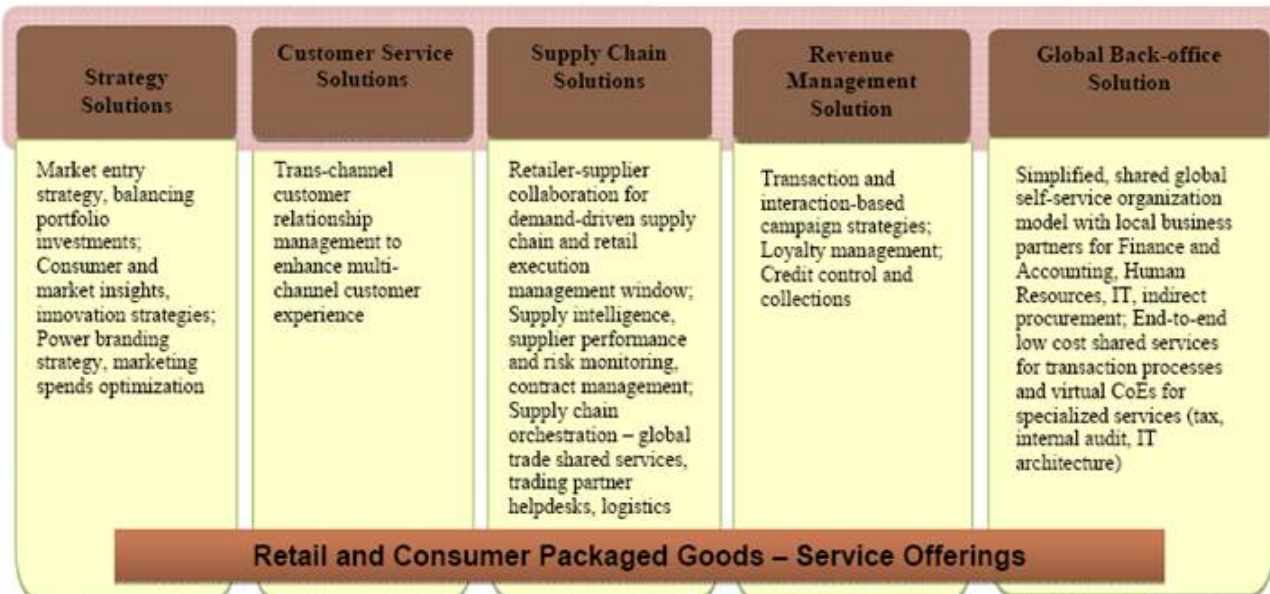 Strategy
Solutions
Market entry
strategy, balancing
portfolio
investments;
Consumer and
market insights,
innovation strategies;
Power branding
strategy, marketing
spends optimization
Customer Service
Solutions
Trans-channel
customer
relationship
management to
enhance multi-
channel customer
experience
Supply Chain
Solutions
Retailer-supplier
collaboration for
demand-driven supply
chain and retail
execution
management window;
Supply intelligence,
supplier performance
and risk monitoring,
contract management;
Supply chain
orchestration – global
trade shared services,
trading partner
helpdesks, logistics
Revenue
Management
Solution
Transaction and
interaction-based
campaign strategies;
Loyalty management;
Credit control and
collections
Global Back-office
Solution
Simplified, shared global
self-service organization
model with local business
partners for Finance and
Accounting, Human
Resources, IT, indirect
procurement; End-to-end
low cost shared services
for transaction processes
and virtual CoEs for
specialized services (tax,
internal audit, IT
architecture)
Retail and Consumer Packaged Goods – Service Offerings